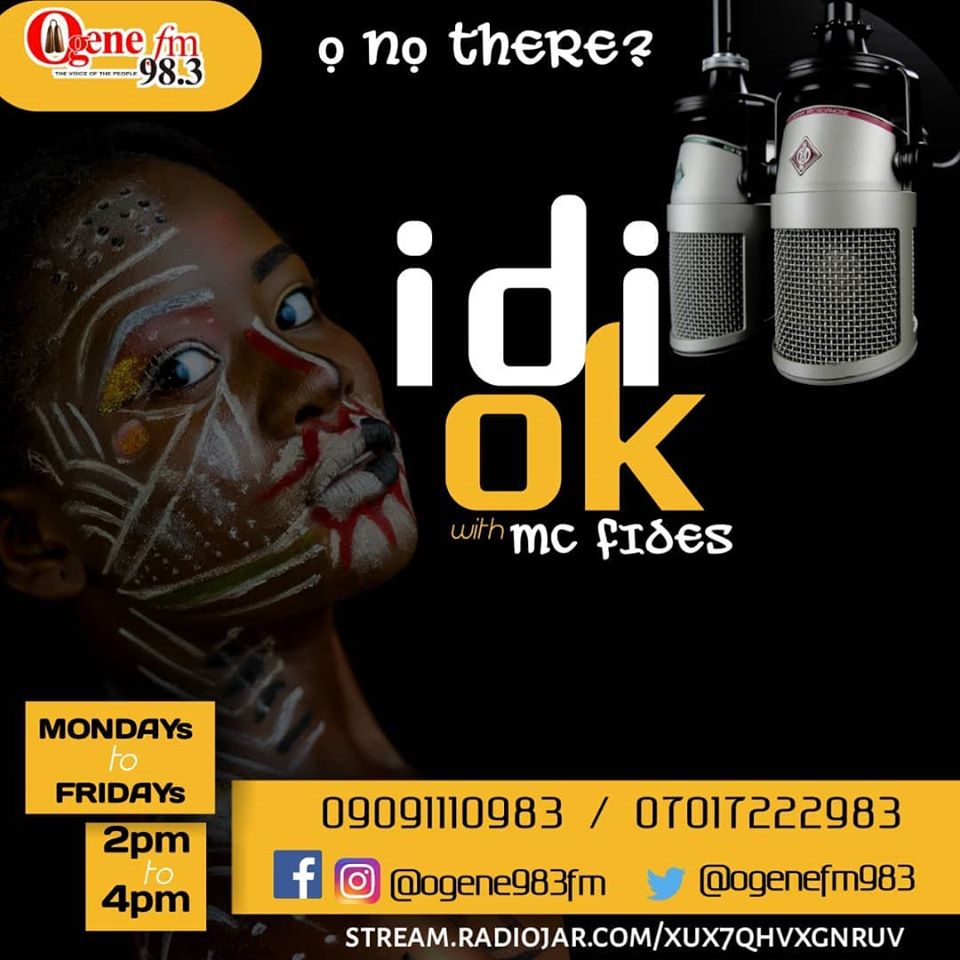 Ogene fm
THE VOICE OF THE PEOPLE 98.3
ọ nọ there?
idi
ok
with mc fides
MONDAYs
to
FRIDAYs
2pm
to
4pm
09091110983 / 07017222983
@ogene983fm @ogenefm983
STREAM.RADIOJAR.COM/XUX7QHVXGNRUV